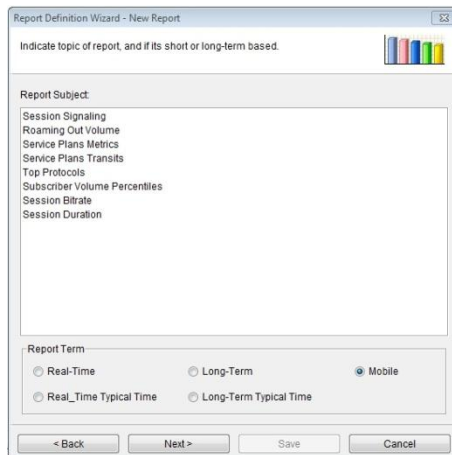 Report Definition Wizard - New Report
Indicate topic of report, and if its short or long-term based.
Report Subject:
Session Signaling
Roaming Out Volume
Service Plans Metrics
Service Plans Transits
Top Protocols
Subscriber Volume Percentiles
Session Bitrate
Session Duration
Report Term
Real-Time Long-Term Mobile
Real_Time Typical Time Long-Term Typical Time
< Back Next > Save Cancel